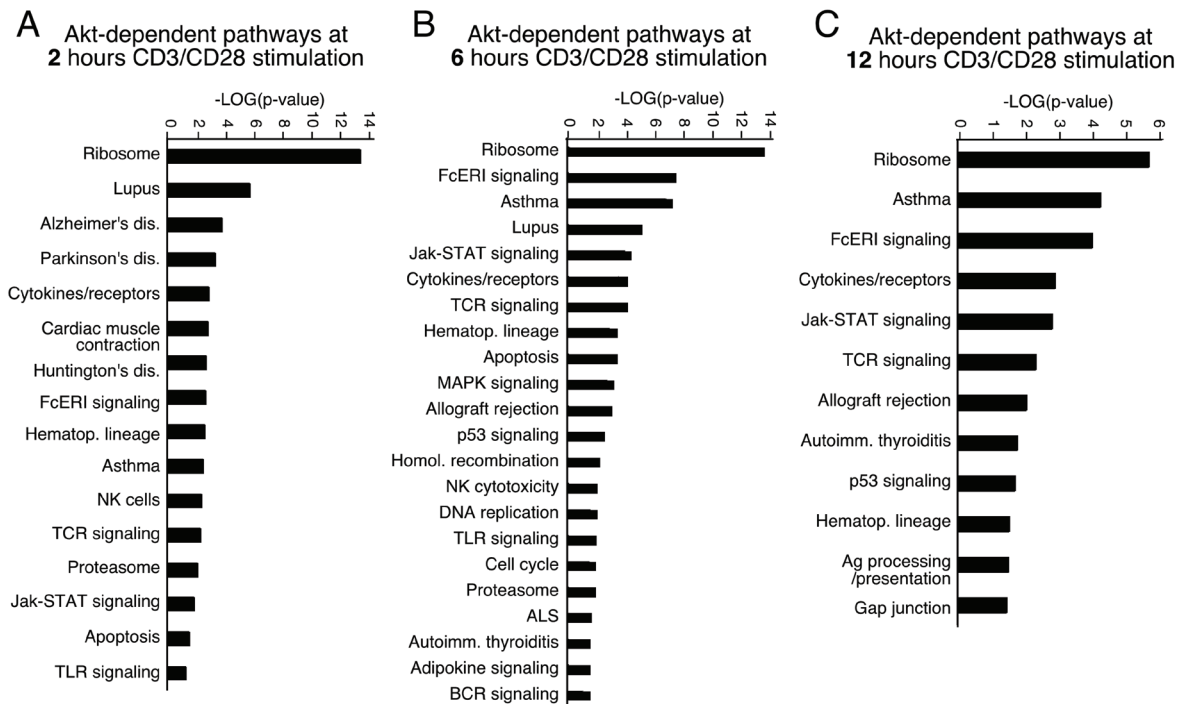 A
Akt-dependent pathways at
2 hours CD3/CD28 stimulation
-LOG(p-value)
0 2 4 6 8 10 12 14
Ribosome
Lupus
Alzheimer's dis.
Parkinson's dis.
Cytokines/receptors
Cardiac muscle
contraction
Huntington's dis.
FcERI signaling
Hematop. lineage
Asthma
NK cells
TCR signaling
Proteasome
Jak-STAT signaling
Apoptosis
TLR signaling
B
Akt-dependent pathways at
6 hours CD3/CD28 stimulation
-LOG(p-value)
0 2 4 6 8 10 12 14
Ribosome
FcERI signaling
Asthma
Lupus
Jak-STAT signaling
Cytokines/receptors
TCR signaling
Hematop. lineage
Apoptosis
MAPK signaling
Allograft rejection
p53 signaling
Homol. recombination
NK cytotoxicity
DNA replication
TLR signaling
Cell cycle
Proteasome
ALS
Autoimm. thyroiditis
Adipokine signaling
BCR signaling
C
Akt-dependent pathways at
12 hours CD3/CD28 stimulation
-LOG(p-value)
0 1 2 3 4 5 6
Ribosome
Asthma
FcERI signaling
Cytokines/receptors
Jak-STAT signaling
TCR signaling
Allograft rejection
Autoimm. thyroiditis
p53 signaling
Hematop. lineage
Ag processing
/presentation
Gap junction